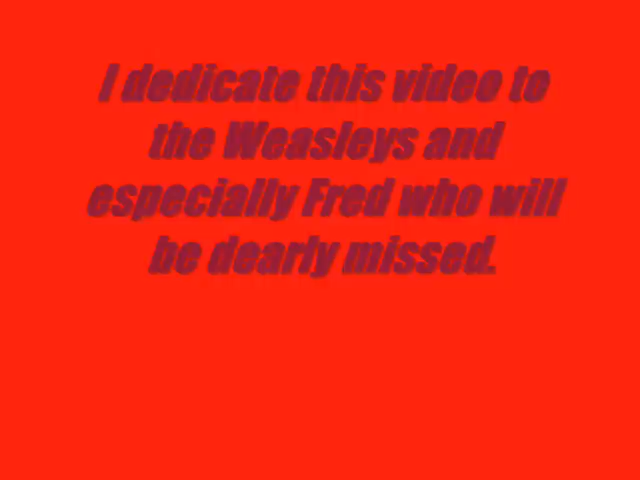 I dedicate this video to
the Weasleys and
especially Fred who will
be dearly missed.